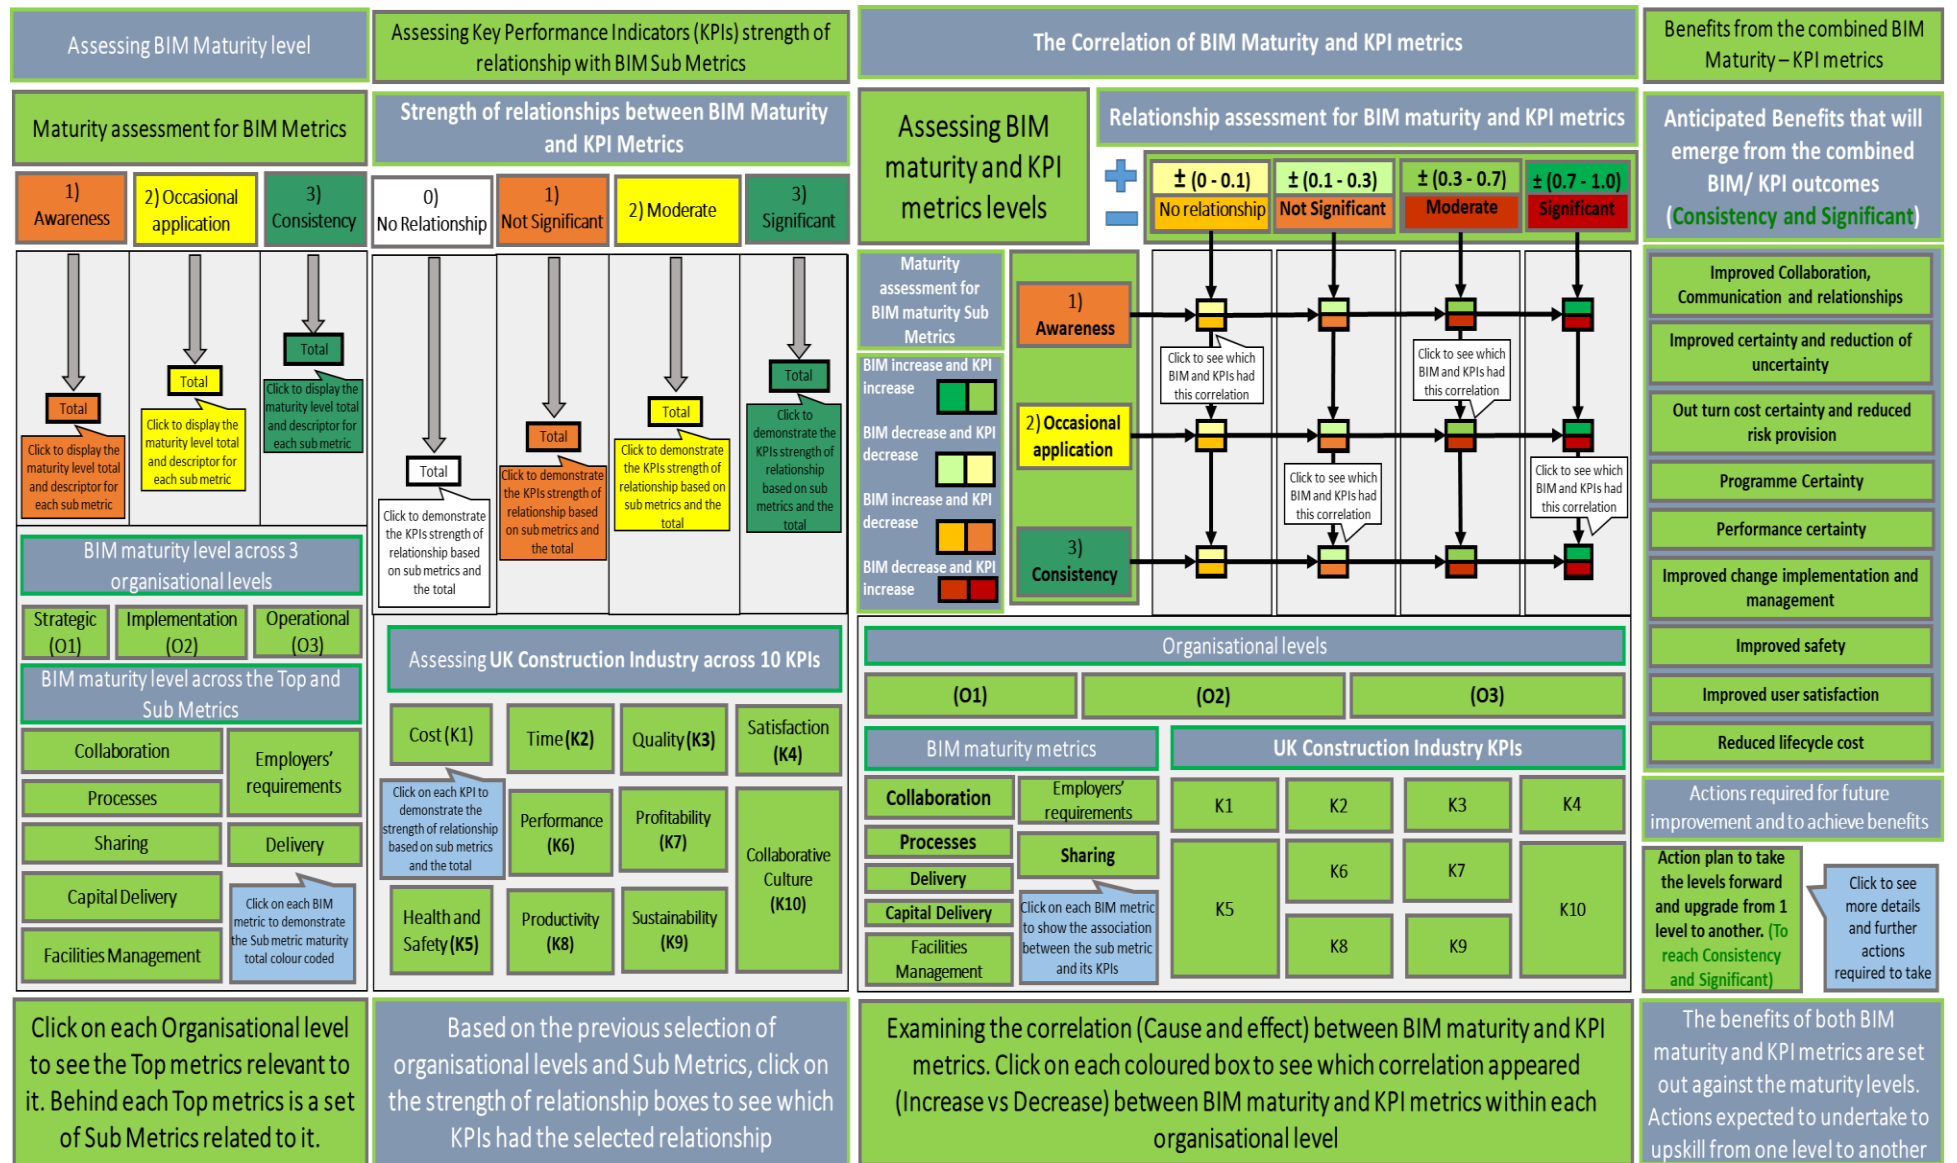 Assessing BIM Maturity level
Assessing Key Performance Indicators (KPIs) strength of
relationship with BIM Sub Metrics
The Correlation of BIM Maturity and KPI metrics
Benefits from the combined BIM
Maturity – KPI metrics
Maturity assessment for BIM Metrics
1)
Awareness
2) Occasional
application
3)
Consistency
Total
Click to display the
maturity level total
and descriptor for
each sub metric
Total
Click to display the
maturity level total
and descriptor for
each sub metric
Total
Click to display the
maturity level total
and descriptor for
each sub metric
BIM maturity level across 3
organisational levels
Strategic
(O1)
Implementation
(O2)
Operational
(O3)
BIM maturity level across the Top and
Sub Metrics
Collaboration
Employers'
requirements
Processes
Sharing
Delivery
Capital Delivery
Facilities Management
Click on each BIM
metric to demonstrate
the Sub metric maturity
total colour coded
Click on each Organisational level
to see the Top metrics relevant to
it. Behind each Top metrics is a set
of Sub Metrics related to it.
Strength of relationships between BIM Maturity
and KPI Metrics
0)
No Relationship
1)
Not Significant
2) Moderate
3)
Significant
Total
Click to demonstrate
the KPIs strength of
relationship based
on sub metrics and
the total
Total
Click to demonstrate
the KPIs strength of
relationship based
on sub metrics and
the total
Total
Click to demonstrate
the KPIs strength of
relationship based on
sub metrics and the
total
Total
Click to
demonstrate the
KPIs strength of
relationship
based on sub
metrics and the
total
Assessing UK Construction Industry across 10 KPIs
Cost (K1)
Time (K2)
Quality (K3)
Satisfaction
(K4)
Click on each KPI to
demonstrate the
strength of relationship
based on sub metrics
and the total
Performance
(K6)
Profitability
(K7)
Collaborative
Culture
(K10)
Health and
Safety (K5)
Productivity
(K8)
Sustainability
(K9)
Based on the previous selection of
organisational levels and Sub Metrics, click on
the strength of relationship boxes to see which
KPIs had the selected relationship
Assessing BIM
maturity and KPI
metrics levels
Relationship assessment for BIM maturity and KPI metrics
± (0 - 0.1)
No relationship
± (0.1 - 0.3)
Not Significant
± (0.3 - 0.7)
Moderate
± (0.7 - 1.0)
Significant
Maturity
assessment for
BIM maturity Sub
Metrics
BIM increase and KPI
increase
BIM decrease and KPI
decrease
BIM increase and KPI
decrease
BIM decrease and KPI
increase
1)
Awareness
2) Occasional
application
3)
Consistency
Click to see which
BIM and KPIs had
this correlation
Click to see which
BIM and KPIs had
this correlation
Click to see which
BIM and KPIs had
this correlation
Click to see which
BIM and KPIs had
this correlation
Organisational levels
(O1)
(O2)
(O3)
BIM maturity metrics
Collaboration
Employers'
requirements
Processes
Sharing
Delivery
Capital Delivery
Facilities
Management
Click on each BIM metric
to show the association
between the sub metric
and its KPIs
UK Construction Industry KPIs
K1
K2
K3
K4
K5
K6
K7
K10
K8
K9
Examining the correlation (Cause and effect) between BIM maturity and KPI
metrics. Click on each coloured box to see which correlation appeared
(Increase vs Decrease) between BIM maturity and KPI metrics within each
organisational level
Anticipated Benefits that will
emerge from the combined
BIM/ KPI outcomes
(Consistency and Significant)
Improved Collaboration,
Communication and relationships
Improved certainty and reduction of
uncertainty
Out turn cost certainty and reduced
risk provision
Programme Certainty
Performance certainty
Improved change implementation and
management
Improved safety
Improved user satisfaction
Reduced lifecycle cost
Actions required for future
improvement and to achieve benefits
Action plan to take
the levels forward
and upgrade from 1
level to another. (To
reach Consistency
and Significant)
Click to see
more details
and further
actions
required to take
The benefits of both BIM
maturity and KPI metrics are set
out against the maturity levels.
Actions expected to undertake to
upskill from one level to another